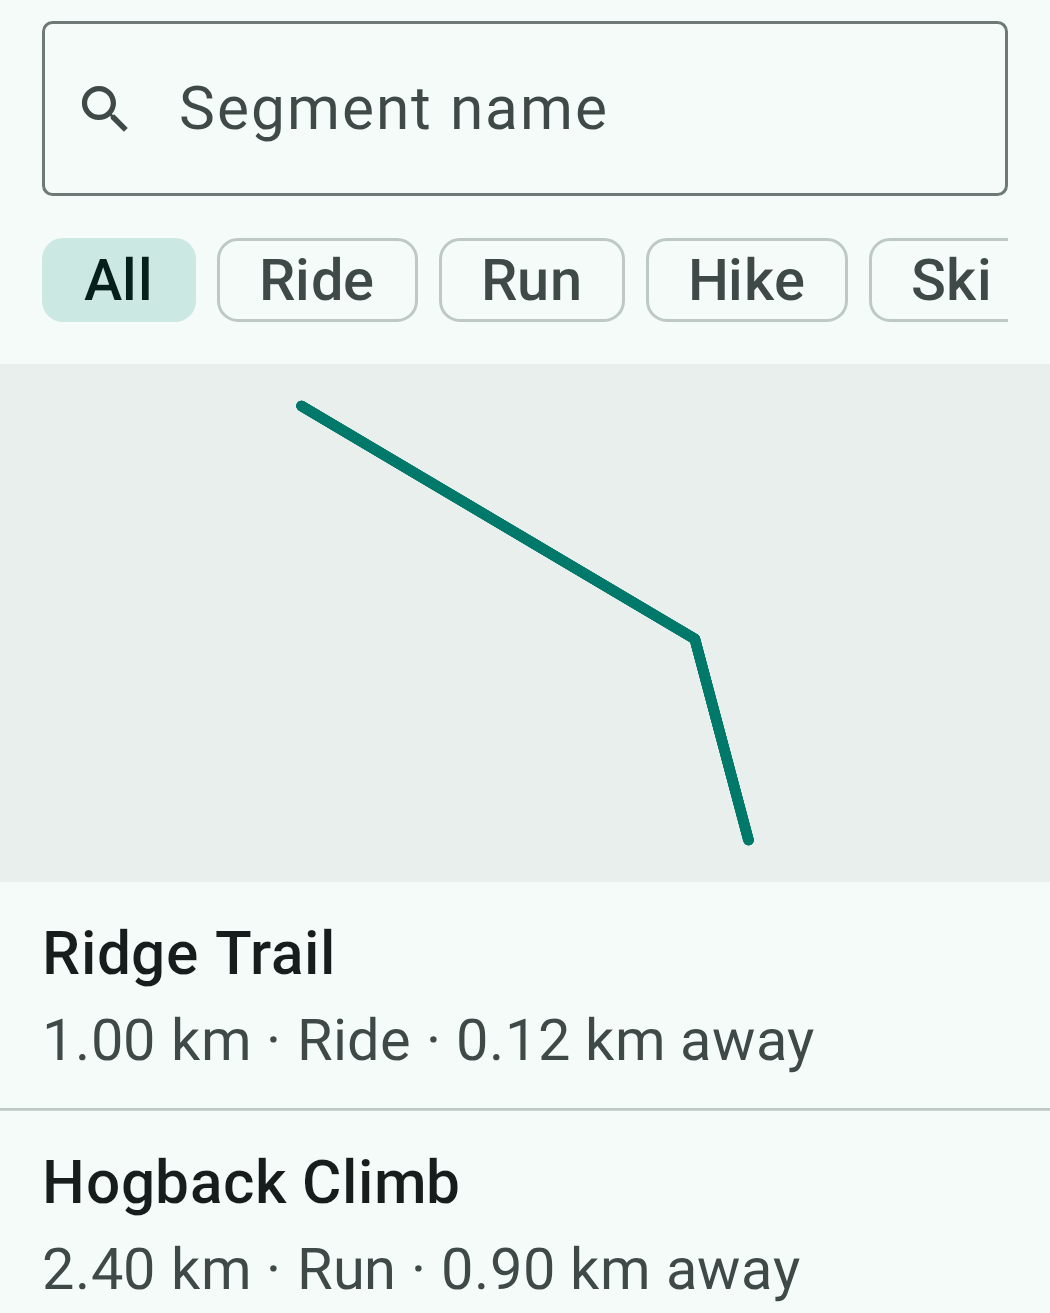 Segment name
All Ride Run Hike Ski
Ridge Trail
1.00 km · Ride · 0.12 km away
Hogback Climb
2.40 km · Run · 0.90 km away